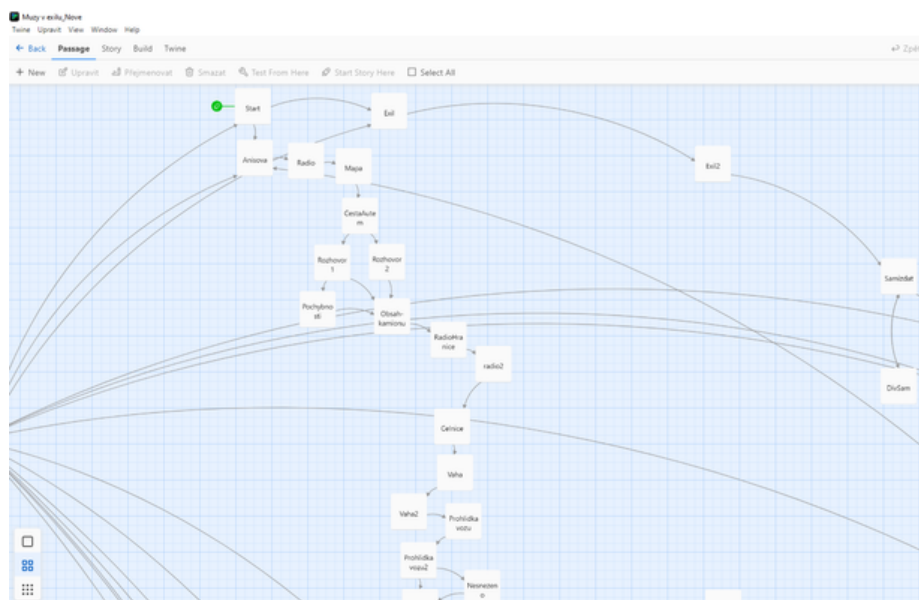 Muzy v exilu_Nove
Twine Upravit View Window Help
Back Passage Story Build Twine
New Upravit Přejmenovat Smazat Test From Here Start Story Here Select All
Start
Exil
Anisova
Radio
Mapa
Exil2
CestaAute
m
Rozhovor
1
Rozhovor
2
Samizdat
Pochybno
sti
Obsah-
kamionu
RadioHra
nice
radio2
DivSam
Celnice
Vaha
Vaha2
Prohlidka
vozu
Prohlidka
vozu2